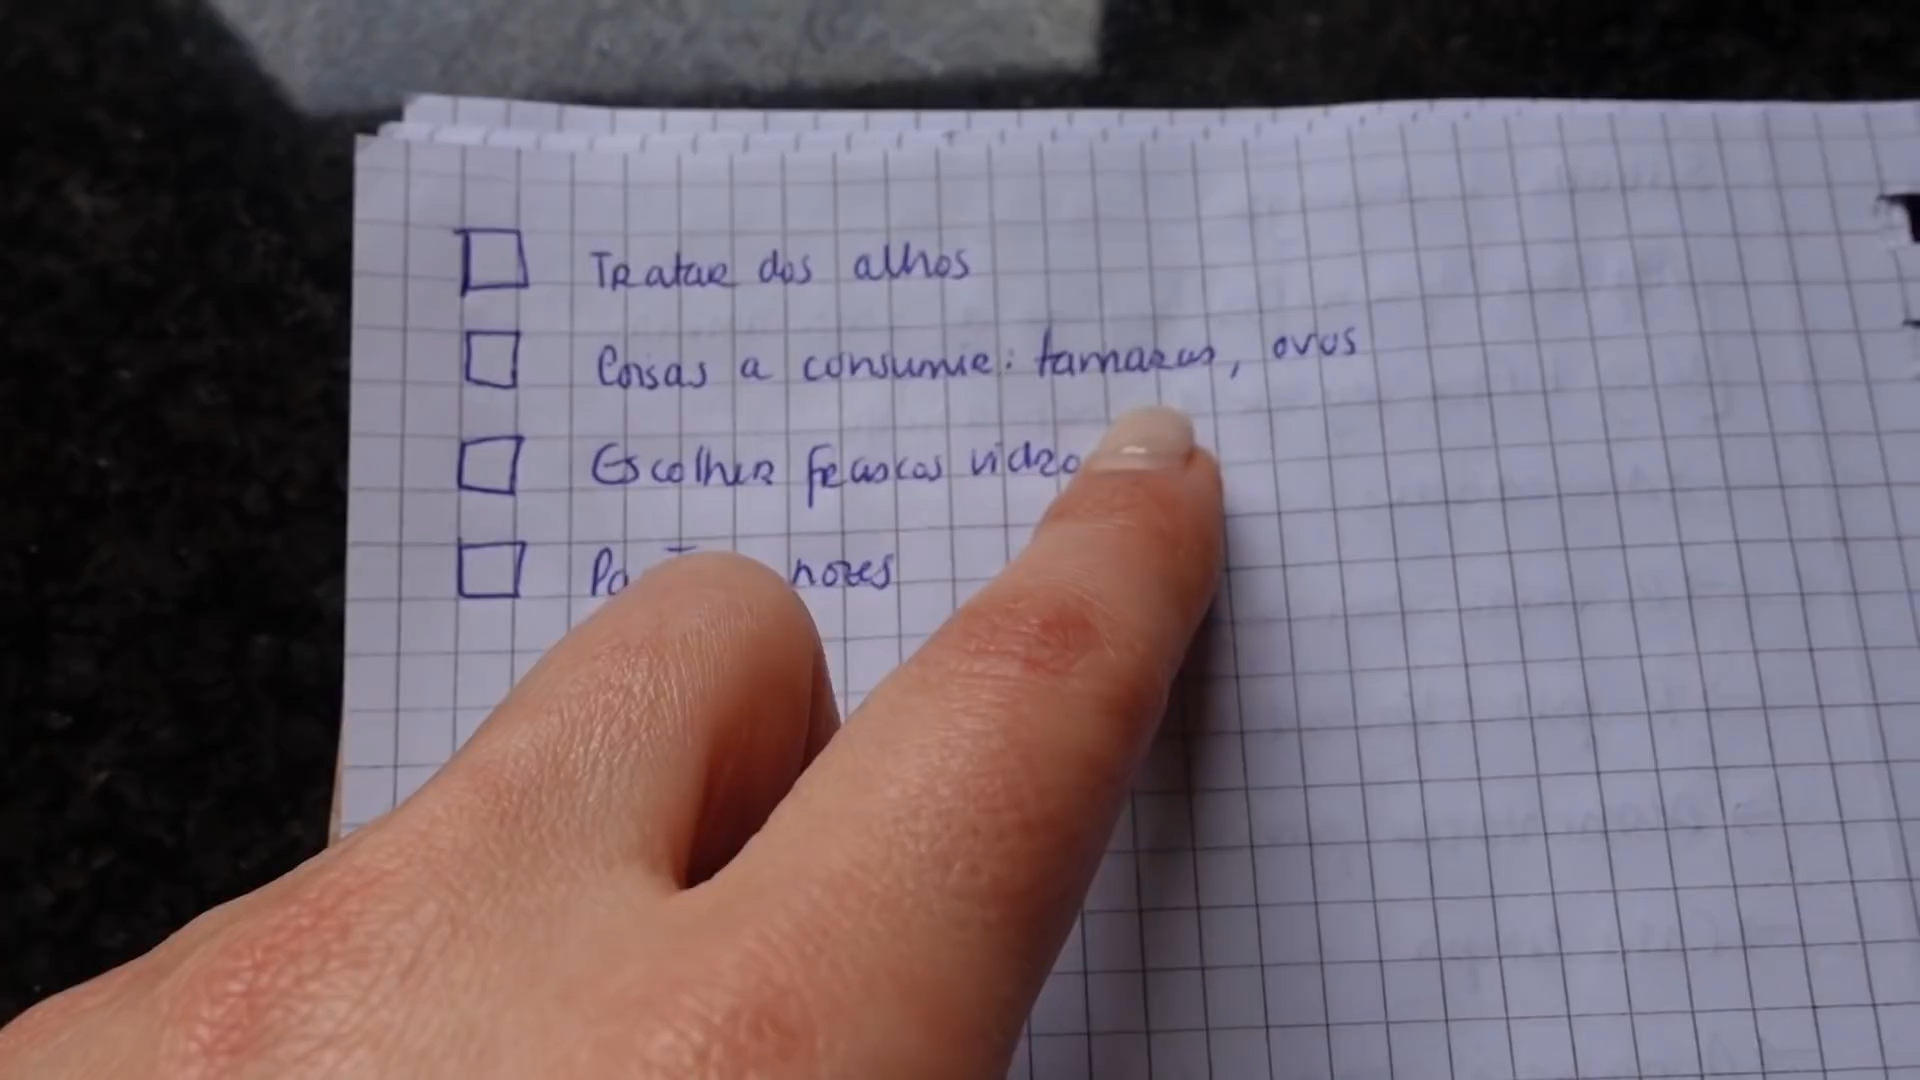 Tratar dos alhos
Coisas a consumir: tamaras, ovos
Escolher frascos vidro
nozes